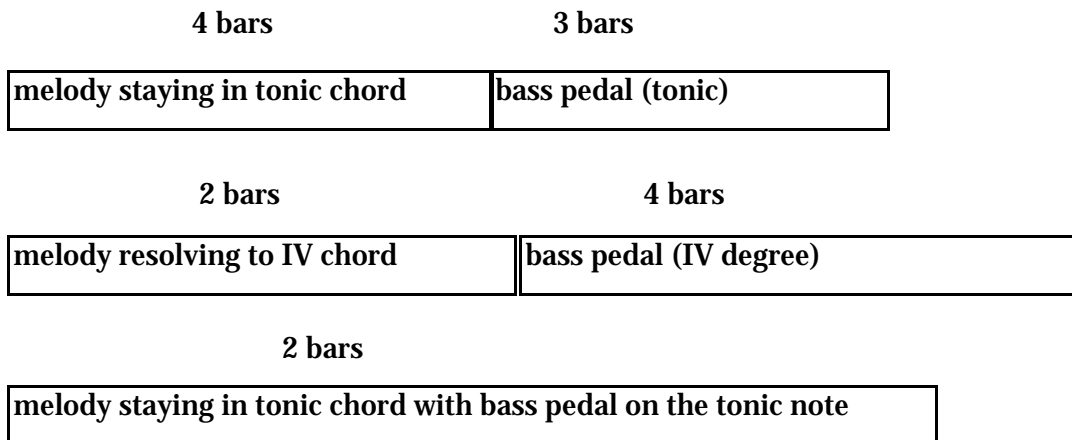 4 bars 3 bars
melody staying in tonic chord bass pedal (tonic)
2 bars 4 bars
melody resolving to IV chord bass pedal (IV degree)
2 bars
melody staying in tonic chord with bass pedal on the tonic note